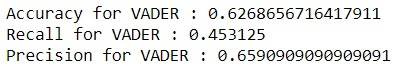 Accuracy for VADER : 0.6268656716417911
Recall for VADER : 0.453125
Precision for VADER : 0.6590909090909091